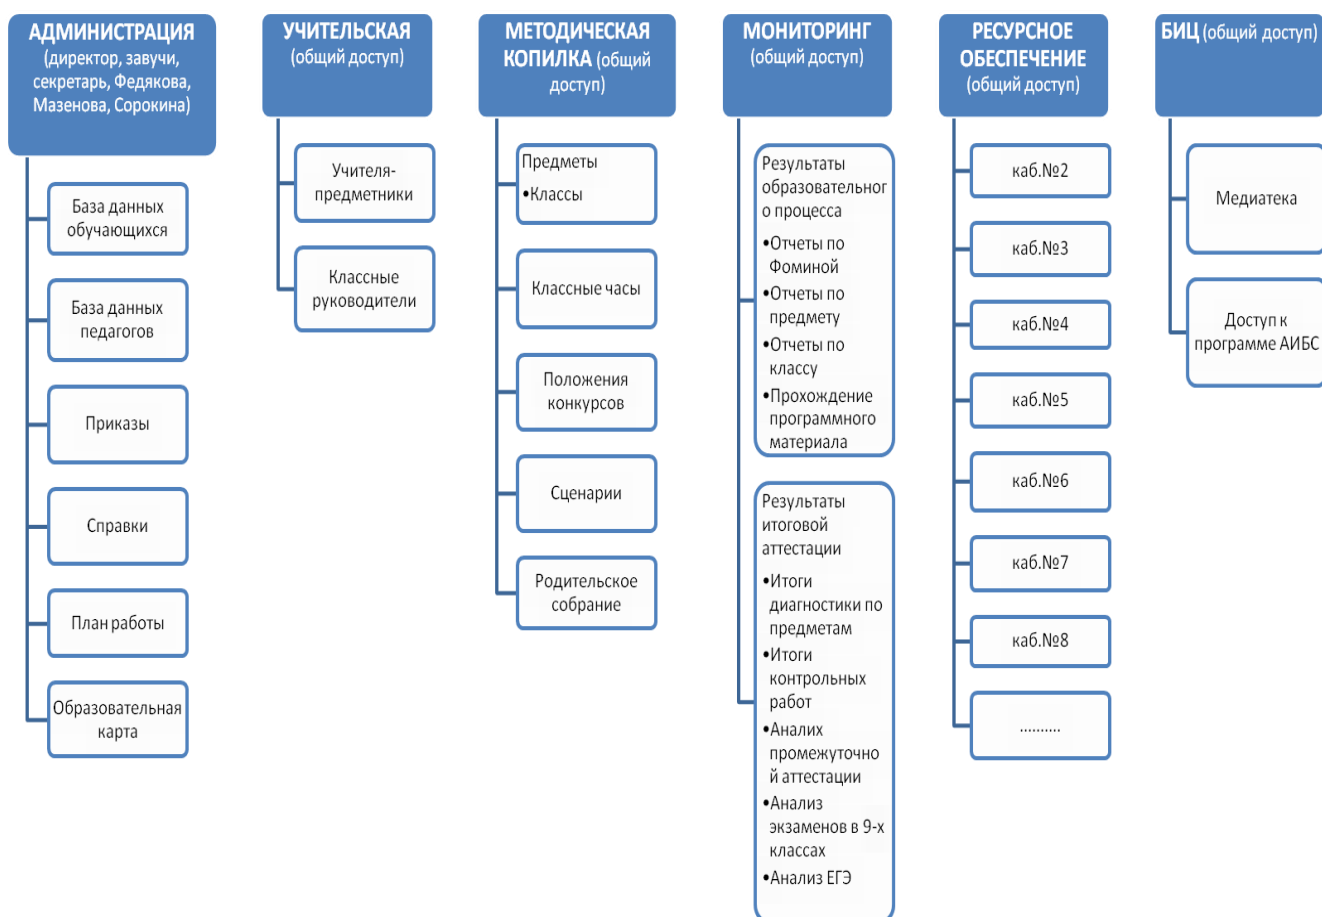 АДМИНИСТРАЦИЯ
(директор, завучи,
секретарь, Федякова,
Мазенова, Сорокина)
База данных
обучающихся
База данных
педагогов
Приказы
Справки
План работы
Образовательная
карта
УЧИТЕЛЬСКАЯ
(общий доступ)
Учителя-
предметники
Классные
руководители
МЕТОДИЧЕСКАЯ
КОПИЛКА (общий
доступ)
Предметы
•Классы
Классные часы
Положения
конкурсов
Сценарии
Родительское
собрание
МОНИТОРИНГ
(общий доступ)
Результаты
образовательног
о процесса
•Отчеты по
Фоминой
•Отчеты по
предмету
•Отчеты по
классу
•Прохождение
программного
материала
Результаты
итоговой
аттестации
•Итоги
диагностики по
предметам
•Итоги
контрольных
работ
•Аналих
промежуточно
й аттестации
•Анализ
экзаменов в 9-х
классах
•Анализ ЕГЭ
РЕСУРСНОЕ
ОБЕСПЕЧЕНИЕ
(общий доступ)
каб.№2
каб.№3
каб.№4
каб.№5
каб.№6
каб.№7
каб.№8
..........
БИЦ (общий доступ)
Медиатека
Доступ к
программе АИБС